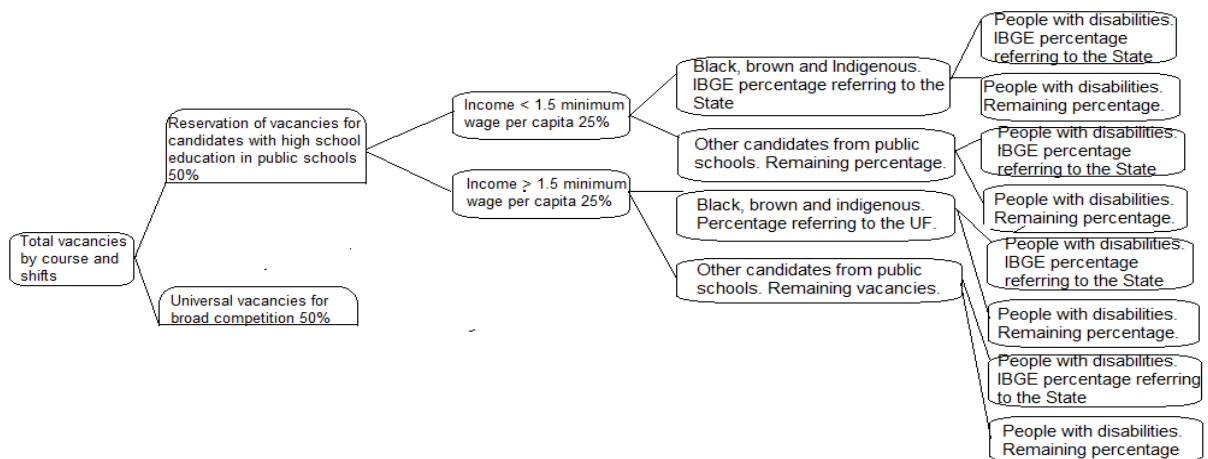 Total vacancies
by course and
shifts
Reservation of vacancies for
candidates with high school
education in public schools
50%
Universal vacancies for
broad competition 50%
Income < 1.5 minimum
wage per capita 25%
Income > 1.5 minimum
wage per capita 25%
Black, brown and Indigenous.
IBGE percentage referring to the
State
Other candidates from public
schools. Remaining percentage.
Black, brown and indigenous.
Percentage referring to the UF.
Other candidates from public
schools. Remaining vacancies.
People with disabilities.
IBGE percentage
referring to the State
People with disabilities.
Remaining percentage.
People with disabilities.
IBGE percentage
referring to the State
People with disabilities.
Remaining percentage.
People with disabilities.
IBGE percentage
referring to the State
People with disabilities.
Remaining percentage.
People with disabilities.
IBGE percentage referring
to the State
People with disabilities.
Remaining percentage